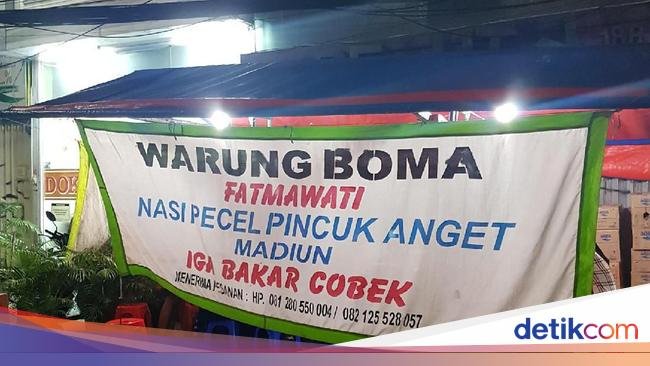 WARUNG BOMA
FATMAWATI
NASI PECEL PINCUK ANGET
MADIUN
IGA BAKAR COBEK
MENERIMA PESANAN : HP. 081 280 550 004 / 082 125 528 057
DOK
detikcom